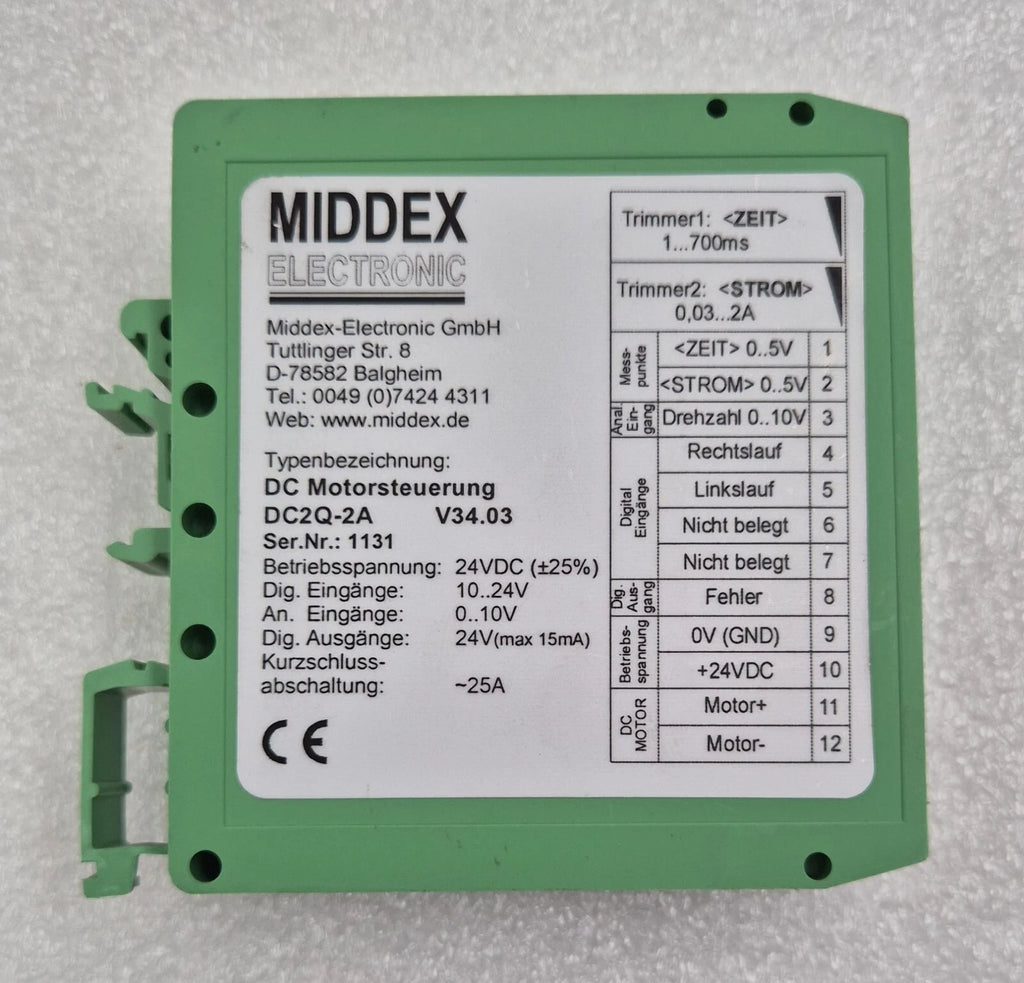 MIDDEX
ELECTRONIC
Middex-Electronic GmbH
Tuttlinger Str. 8
D-78582 Balgheim
Tel.: 0049 (0)7424 4311
Web: www.middex.de
Typenbezeichnung:
DC Motorsteuerung
DC2Q-2A V34.03
Ser.Nr.: 1131
Betriebsspannung: 24VDC (±25%)
Dig. Eingänge: 10..24V
An. Eingänge: 0..10V
Dig. Ausgänge: 24V(max 15mA)
Kurzschluss-
abschaltung: ~25A
CE
Trimmer1: <ZEIT>
1...700ms
Trimmer2: <STROM>
0,03...2A
Mess-
punkte
<ZEIT> 0..5V 1
<STROM> 0..5V 2
Anal.
Ein-
gang
Drehzahl 0..10V 3
Digital
Eingänge
Rechtslauf 4
Linkslauf 5
Nicht belegt 6
Nicht belegt 7
Dig.
Aus-
gang
Fehler 8
Betriebs-
spannung
0V (GND) 9
+24VDC 10
DC
MOTOR
Motor+ 11
Motor- 12